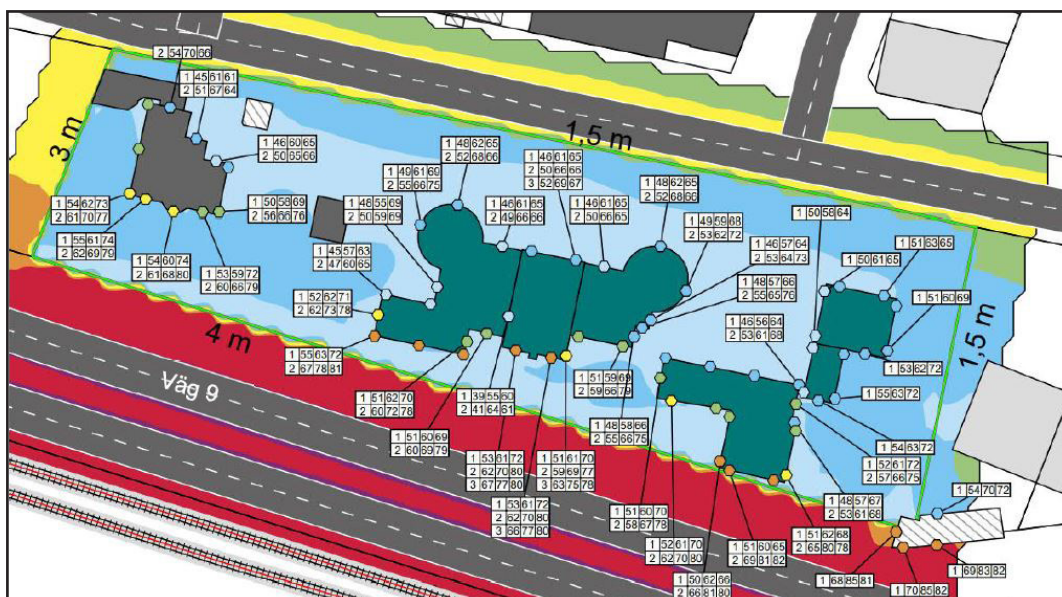 2 54 70 66
1 45 61 61
2 51 67 64
1 46 60 65
2 50 65 66
3 m
1,5 m
1 54 62 73
2 61 70 77
1 55 61 74
2 62 69 79
1 54 60 74
2 61 68 80
1 53 59 72
2 60 66 79
1 50 58 69
2 56 66 76
1 49 61 69
2 55 66 75
1 48 62 65
2 52 68 66
1 48 55 69
2 50 59 69
1 46 61 65
2 49 66 66
1 46 61 65
2 50 66 66
3 52 69 67
1 46 61 65
2 50 66 65
1 48 62 65
2 52 68 66
1 49 59 68
2 53 62 72
1 46 57 64
2 53 64 73
1 48 57 66
2 55 65 76
1 46 56 64
2 53 61 68
1 50 58 64
1 50 61 65
1 51 63 65
1 51 60 69
1 53 62 72
1 55 63 72
1,5 m
1 45 57 63
2 47 60 65
1 52 62 71
2 62 73 78
4 m
Väg 9
1 55 63 72
2 67 78 81
1 51 62 70
2 60 72 78
1 51 60 69
2 60 69 79
1 39 55 60
2 41 64 61
1 53 61 72
2 62 70 80
3 67 77 80
1 53 61 72
2 62 70 80
3 66 77 80
1 51 61 70
2 59 69 77
3 63 75 78
1 51 59 69
2 59 66 79
1 48 58 66
2 55 66 75
1 51 60 70
2 58 67 78
1 52 61 70
2 62 70 80
1 50 62 66
2 66 81 80
1 51 60 65
2 69 81 82
1 51 62 68
2 65 80 78
1 48 57 67
2 53 61 68
1 52 61 72
2 57 66 75
1 54 63 72
1 54 70 72
1 68 85 81
1 70 85 82
1 69 83 82